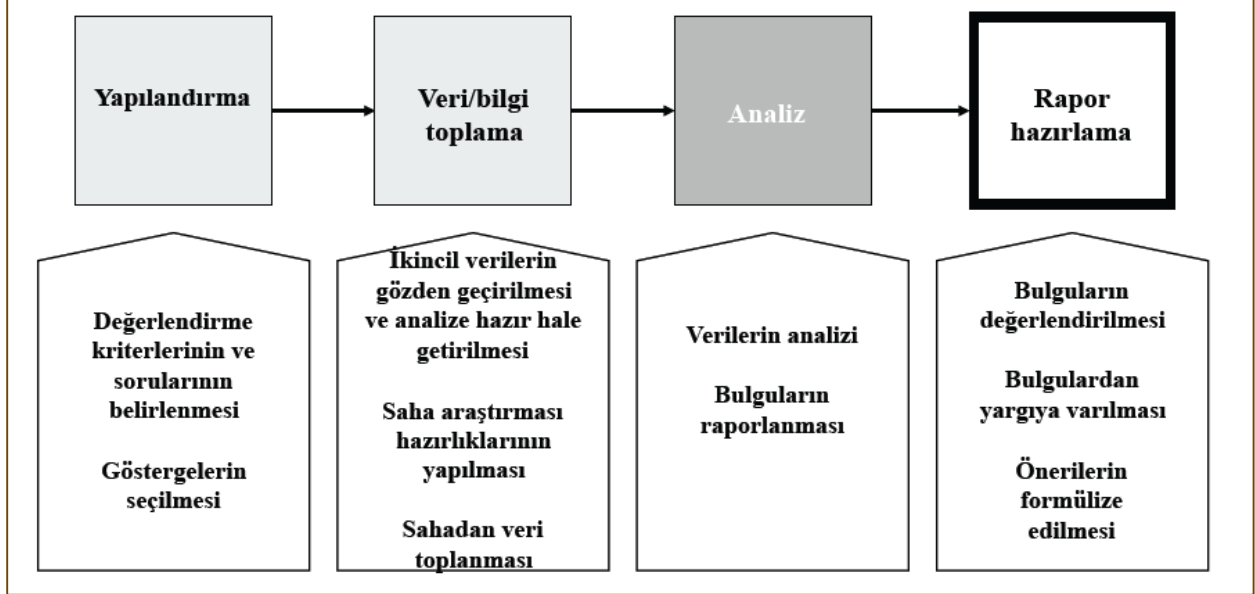 Yapılandırma
Veri/bilgi
toplama
Analiz
Rapor
hazırlama
Değerlendirme
kriterlerinin ve
sorularının
belirlenmesi
Göstergelerin
seçilmesi
İkincil verilerin
gözden geçirilmesi
ve analize hazır hale
getirilmesi
Saha araştırması
hazırlıklarının
yapılması
Sahadan veri
toplanması
Verilerin analizi
Bulguların
raporlanması
Bulguların
değerlendirilmesi
Bulgulardan
yargıya varılması
Önerilerin
formülize
edilmesi